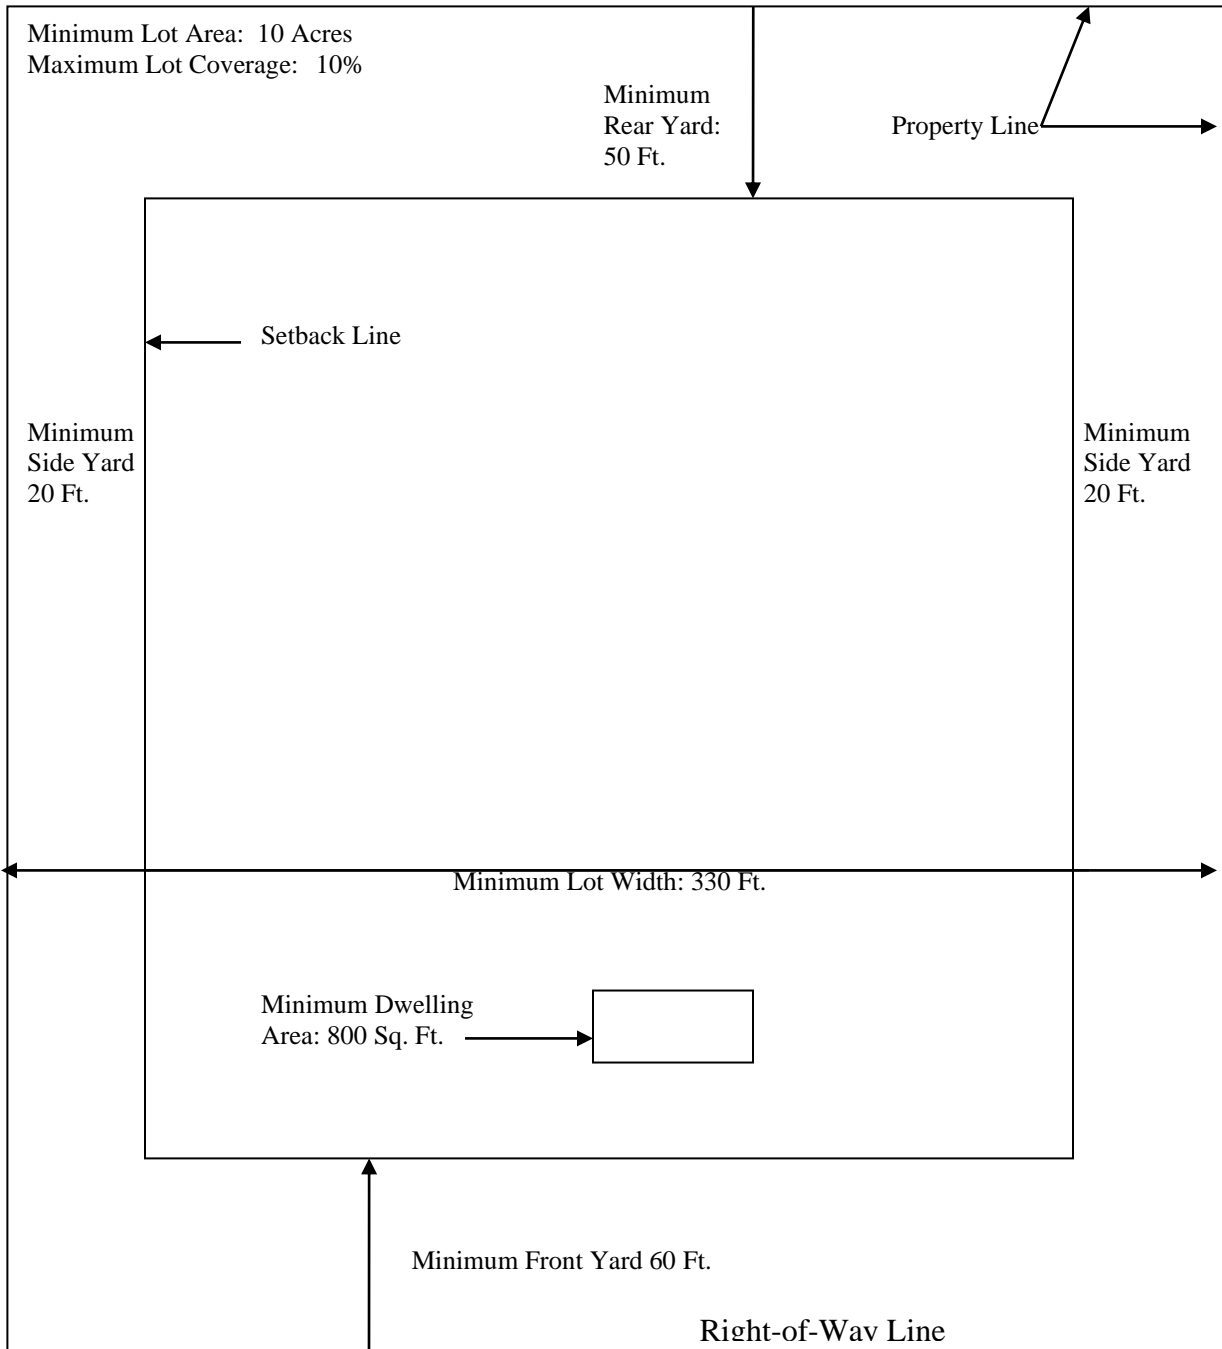 Minimum Lot Area: 10 Acres
Maximum Lot Coverage: 10%
Minimum
Rear Yard:
50 Ft.
Property Line
Setback Line
Minimum
Side Yard
20 Ft.
Minimum
Side Yard
20 Ft.
Minimum Lot Width: 330 Ft.
Minimum Dwelling
Area: 800 Sq. Ft.
Minimum Front Yard 60 Ft.
Right-of-Way Line